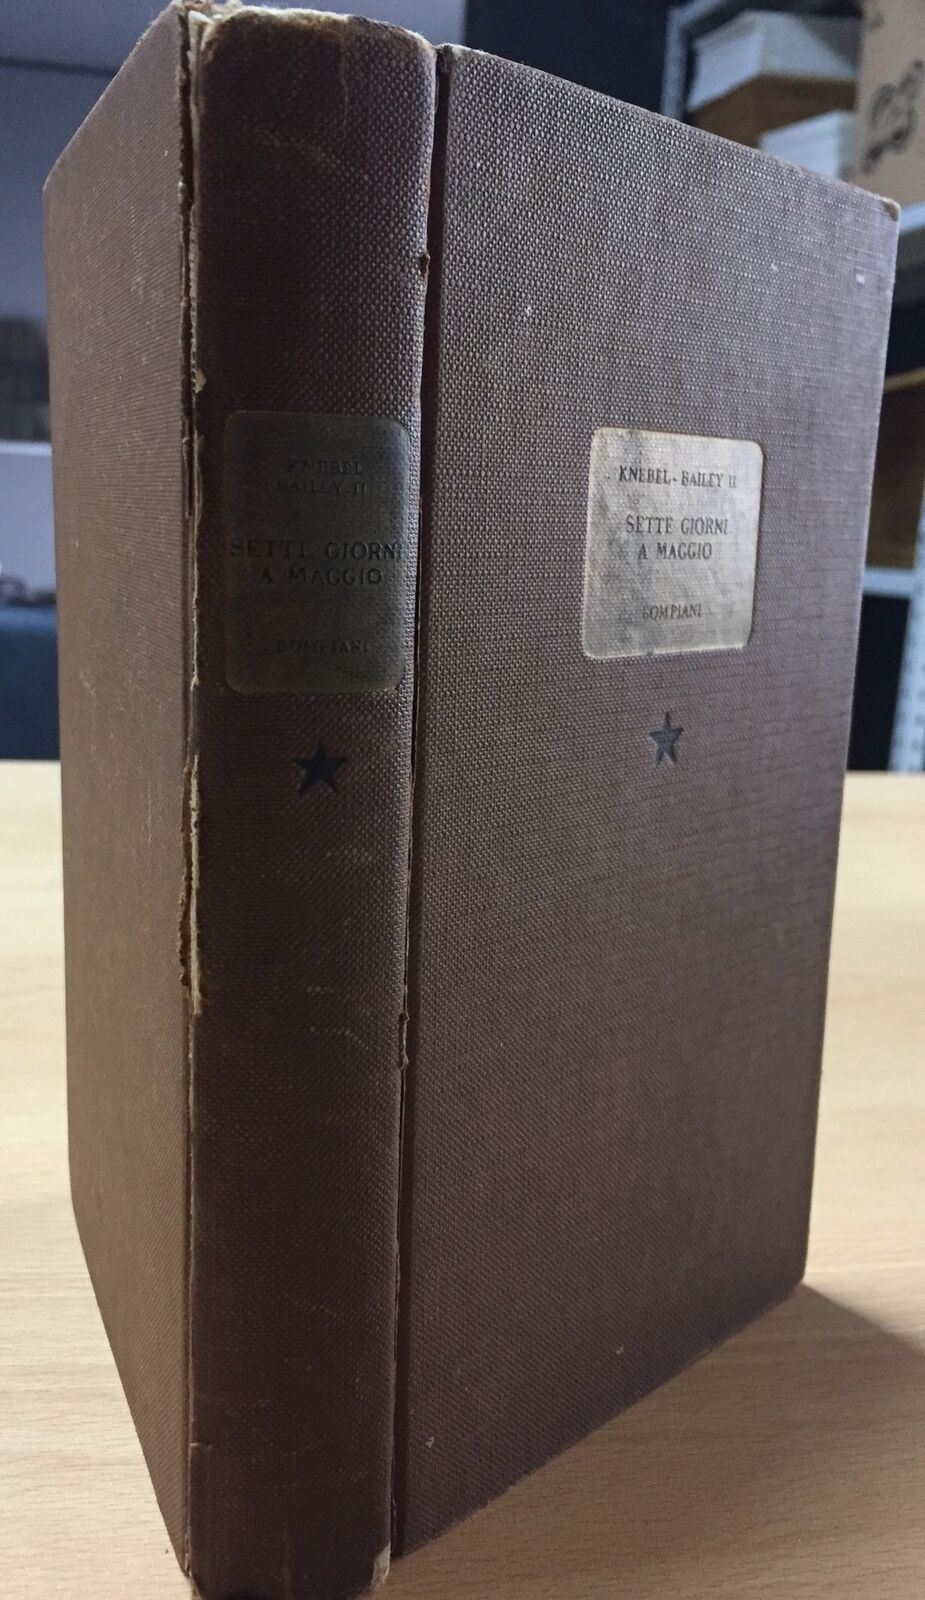 KNEBEL
BAILEY II
SETTE GIORNI
A MAGGIO
BOMPIANI
KNEBEL - BAILEY II
SETTE GIORNI
A MAGGIO
BOMPIANI